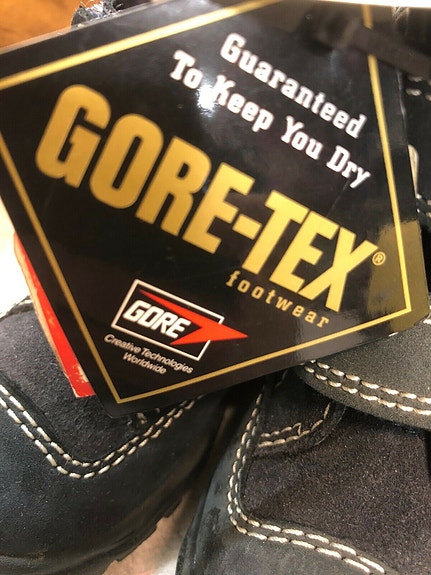 Guaranteed
To Keep You Dry
GORE-TEX®
footwear
GORE
Creative Technologies
Worldwide